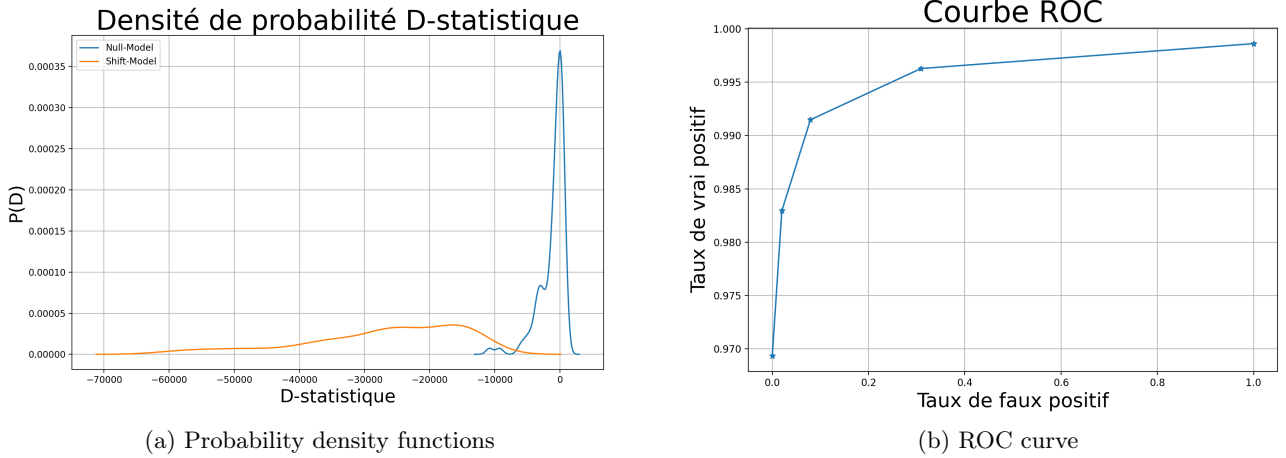 Densité de probabilité D-statistique
Null-Model
Shift-Model
0.00035
0.00030
0.00025
0.00020
0.00015
0.00010
0.00005
0.00000
P(D)
−70000 −60000 −50000 −40000 −30000 −20000 −10000 0
D-statistique
(a) Probability density functions
Courbe ROC
1.000
0.995
0.990
0.985
0.980
0.975
0.970
Taux de vrai positif
0.0 0.2 0.4 0.6 0.8 1.0
Taux de faux positif
(b) ROC curve